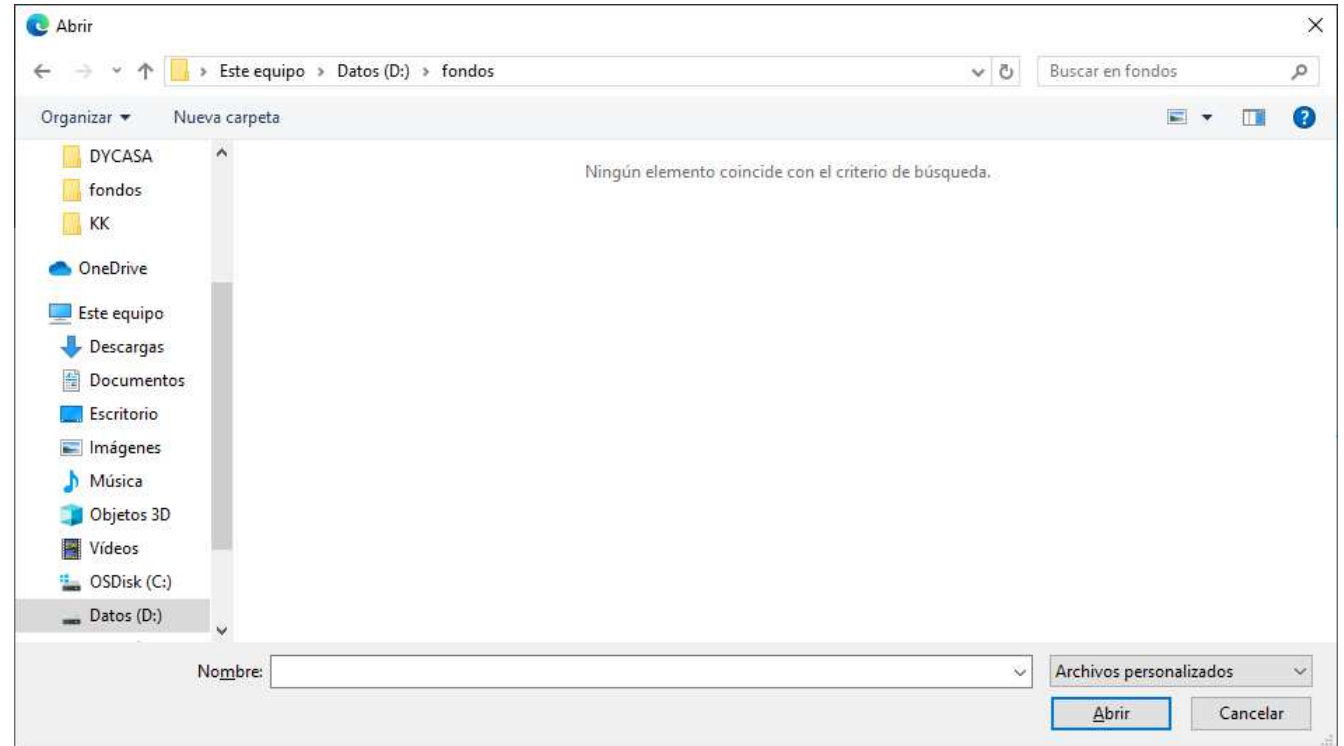 Abrir
Este equipo > Datos (D:) > fondos
Buscar en fondos
Organizar
Nueva carpeta
DYCASA
Ningún elemento coincide con el criterio de búsqueda.
fondos
KK
OneDrive
Este equipo
Descargas
Documentos
Escritorio
Imágenes
Música
Objetos 3D
Vídeos
OSDisk (C:)
Datos (D:)
Nombre:
Archivos personalizados
Abrir
Cancelar